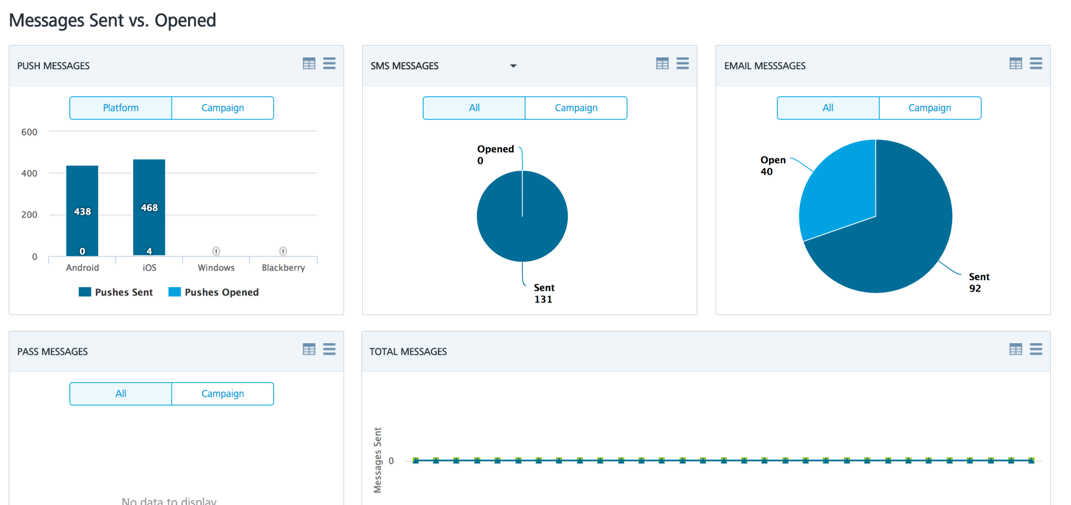 Messages Sent vs. Opened
PUSH MESSAGES
Platform
Campaign
600
400
200
0
438
0
468
4
0
0
Android
iOS
Windows
Blackberry
Pushes Sent
Pushes Opened
SMS MESSAGES
All
Campaign
Opened
0
Sent
131
EMAIL MESSSAGES
All
Campaign
Open
40
Sent
92
PASS MESSAGES
All
Campaign
No data to display
TOTAL MESSAGES
Messages Sent
0